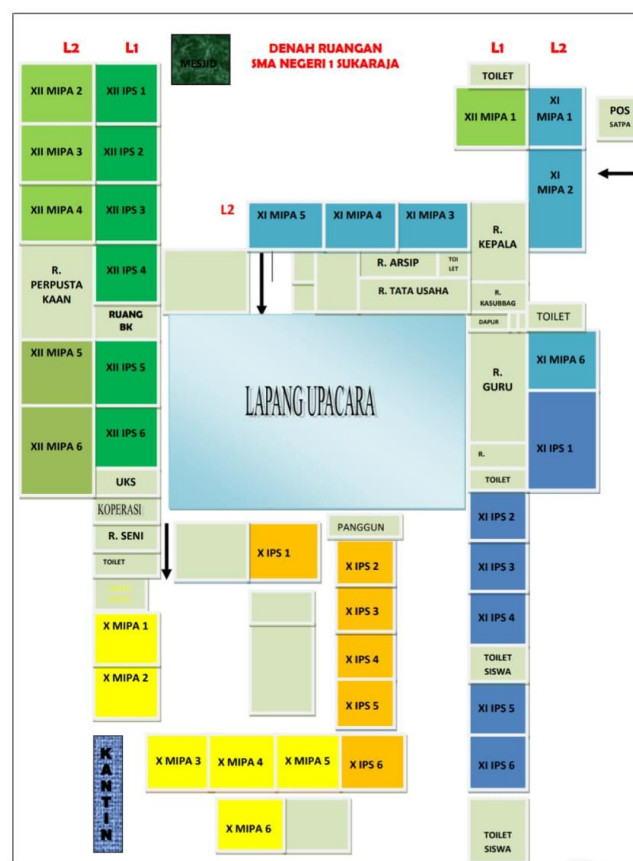 L2
L1
MESJID
DENAH RUANGAN
SMA NEGERI 1 SUKARAJA
L1
L2
TOILET
XII MIPA 2
XII IPS 1
XII MIPA 1
XI
MIPA 1
POS
SATPA
XII MIPA 3
XII IPS 2
XI
MIPA 2
XII MIPA 4
XII IPS 3
L2
XI MIPA 5
XI MIPA 4
XI MIPA 3
R.
KEPALA
R.
PERPUSTA
KAAN
XII IPS 4
R. ARSIP
TOI
LET
R. TATA USAHA
R.
KASUBBAG
RUANG
BK
DAPUR
TOILET
XII MIPA 5
XII IPS 5
LAPANG UPACARA
R.
GURU
XI MIPA 6
XII MIPA 6
XII IPS 6
R.
XI IPS 1
UKS
TOILET
KOPERASI
R. SENI
PANGGUN
XI IPS 2
TOILET
X IPS 1
X IPS 2
XI IPS 3
X MIPA 1
X IPS 3
XI IPS 4
X MIPA 2
X IPS 4
TOILET
SISWA
X IPS 5
XI IPS 5
KANTIN
X MIPA 3
X MIPA 4
X MIPA 5
X IPS 6
XI IPS 6
X MIPA 6
TOILET
SISWA